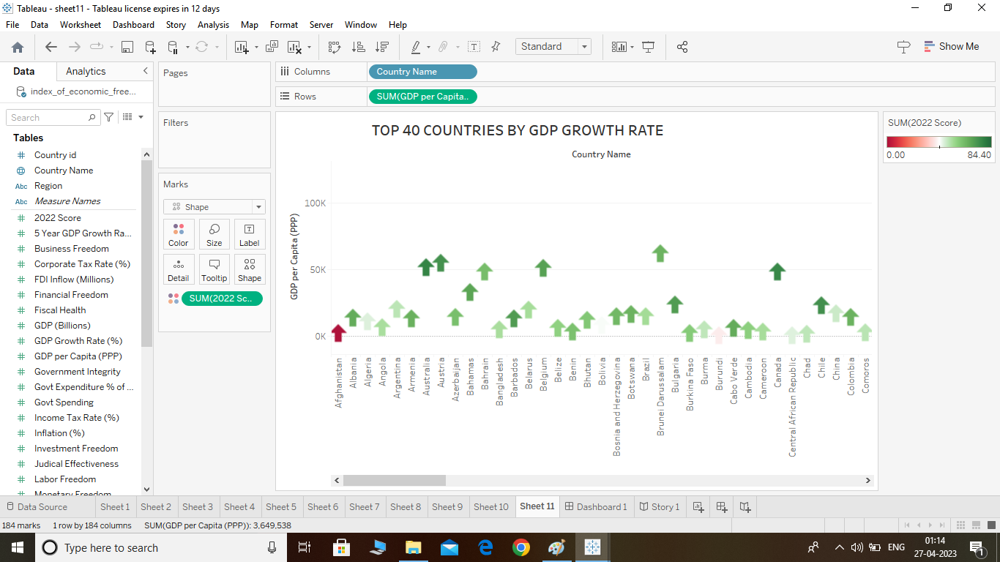 Tableau - sheet11 - Tableau license expires in 12 days
File Data Worksheet Dashboard Story Analysis Map Format Server Window Help
Standard
Show Me
Data Analytics
index_of_economic_free...
Search
Tables
Country id
Country Name
Abc Region
Abc Measure Names
2022 Score
5 Year GDP Growth Ra...
Business Freedom
Corporate Tax Rate (%)
FDI Inflow (Millions)
Financial Freedom
Fiscal Health
GDP (Billions)
GDP Growth Rate (%)
GDP per Capita (PPP)
Government Integrity
Govt Expenditure % of ...
Govt Spending
Income Tax Rate (%)
Inflation (%)
Investment Freedom
Judical Effectiveness
Labor Freedom
Monetary Freedom
Pages
Filters
Marks
Shape
Color Size Label
Detail Tooltip Shape
SUM(2022 Sc..
Columns Country Name
Rows SUM(GDP per Capita..
TOP 40 COUNTRIES BY GDP GROWTH RATE
Country Name
GDP per Capita (PPP)
100K
50K
0K
Afghanistan
Albania
Algeria
Angola
Argentina
Armenia
Australia
Austria
Azerbaijan
Bahamas
Bahrain
Bangladesh
Barbados
Belarus
Belgium
Belize
Benin
Bhutan
Bolivia
Bosnia and Herzegovina
Botswana
Brazil
Brunei Darussalam
Bulgaria
Burkina Faso
Burma
Burundi
Cabo Verde
Cambodia
Cameroon
Canada
Central African Republic
Chad
Chile
China
Colombia
Comoros
SUM(2022 Score)
0.00 84.40
Data Source Sheet 1 Sheet 2 Sheet 3 Sheet 4 Sheet 5 Sheet 6 Sheet 7 Sheet 8 Sheet 9 Sheet 10 Sheet 11 Dashboard 1 Story 1
184 marks 1 row by 184 columns SUM(GDP per Capita (PPP)): 3,649,538
Type here to search
ENG
01:14
27-04-2023
1